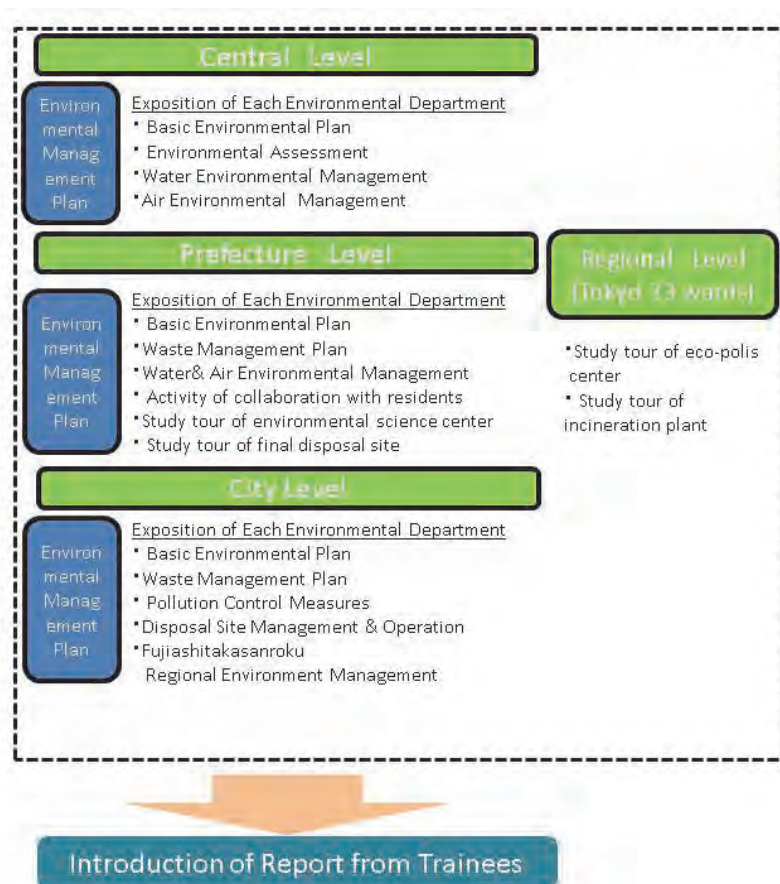 Central Level
Environ
mental
Manag
ement
Plan
Exposition of Each Environmental Department
• Basic Environmental Plan
• Environmental Assessment
• Water Environmental Management
• Air Environmental Management
Prefecture Level
Environ
mental
Manag
ement
Plan
Exposition of Each Environmental Department
• Basic Environmental Plan
• Waste Management Plan
• Water& Air Environmental Management
• Activity of collaboration with residents
• Study tour of environmental science center
• Study tour of final disposal site
Regional Level
(Tokyo 23 wards)
• Study tour of eco-polis
center
• Study tour of
incineration plant
City Level
Environ
mental
Manag
ement
Plan
Exposition of Each Environmental Department
• Basic Environmental Plan
• Waste Management Plan
• Pollution Control Measures
• Disposal Site Management & Operation
• Fujiashitakasanroku
Regional Environment Management
Introduction of Report from Trainees